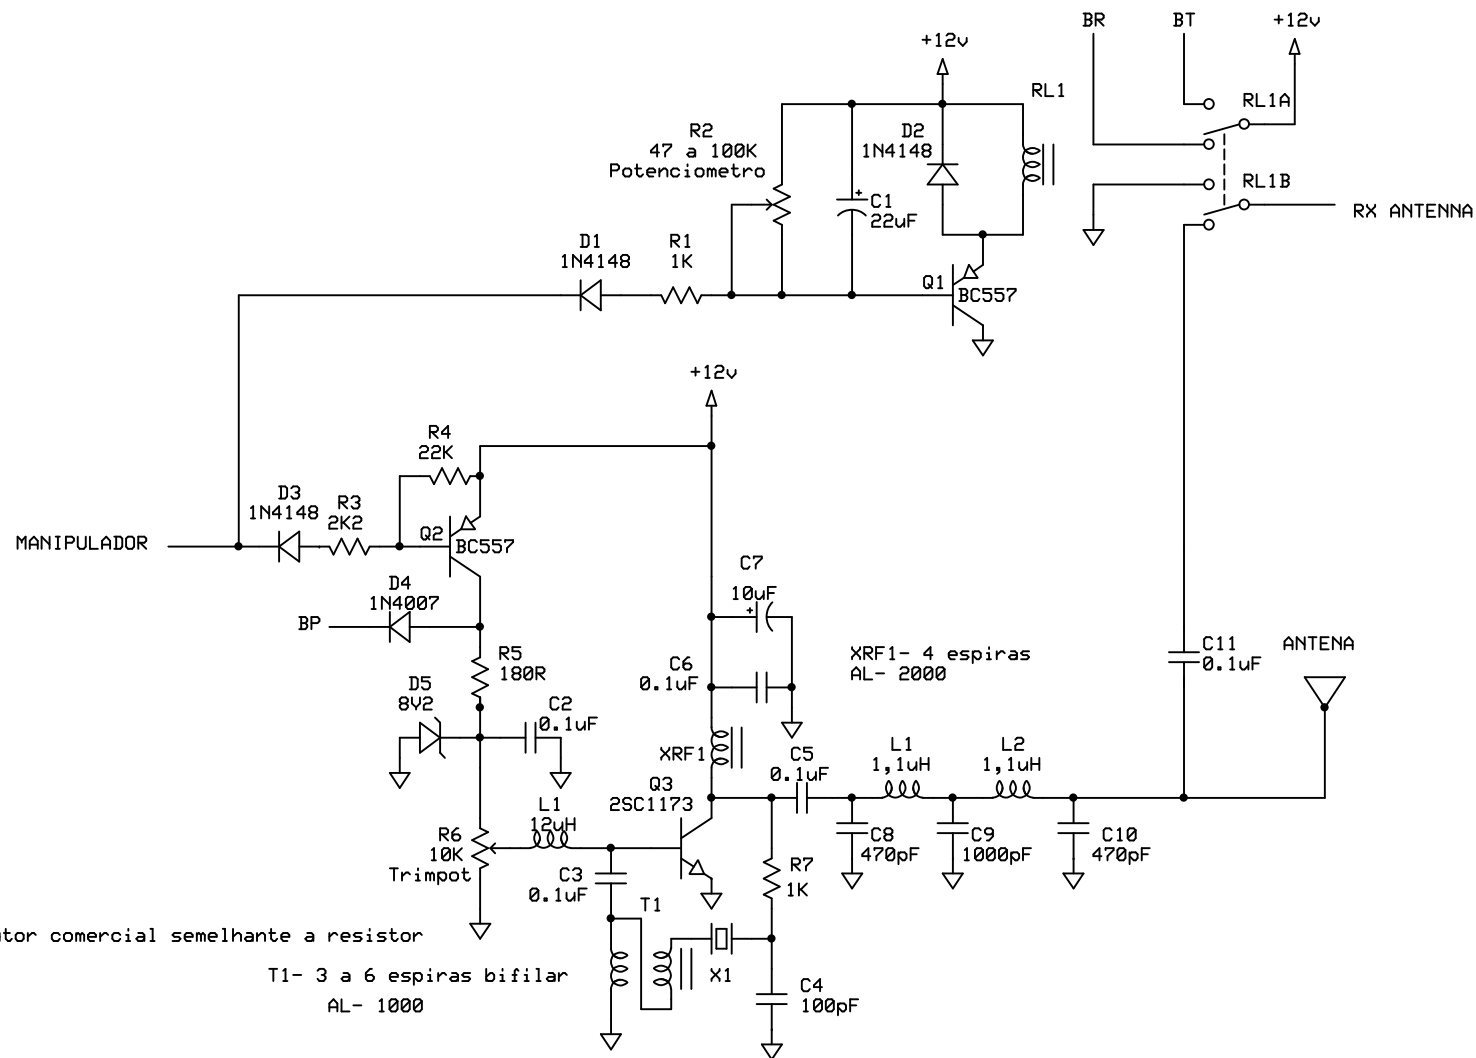 BR
BT
+12v
+12v
RL1
RL1A
R2
47 a 100K
Potenciometro
D2
1N4148
RL1B
C1
22uF
RX ANTENNA
D1
1N4148
R1
1K
Q1
BC557
+12v
R4
22K
D3
1N4148
R3
2K2
Q2
BC557
MANIPULADOR
C7
10uF
D4
1N4007
BP
R5
180R
XRF1- 4 espiras
AL- 2000
C11
0.1uF
ANTENA
C6
0.1uF
D5
8V2
C2
0.1uF
XRF1
C5
0.1uF
L1
1,1uH
L2
1,1uH
Q3
2SC1173
L1
12uH
R6
10K
Trimpot
C8
470pF
C9
1000pF
C10
470pF
R7
1K
C3
0.1uF
T1
comercial semelhante a resistor
T1- 3 a 6 espiras bifilar
AL- 1000
X1
C4
100pF
+
+